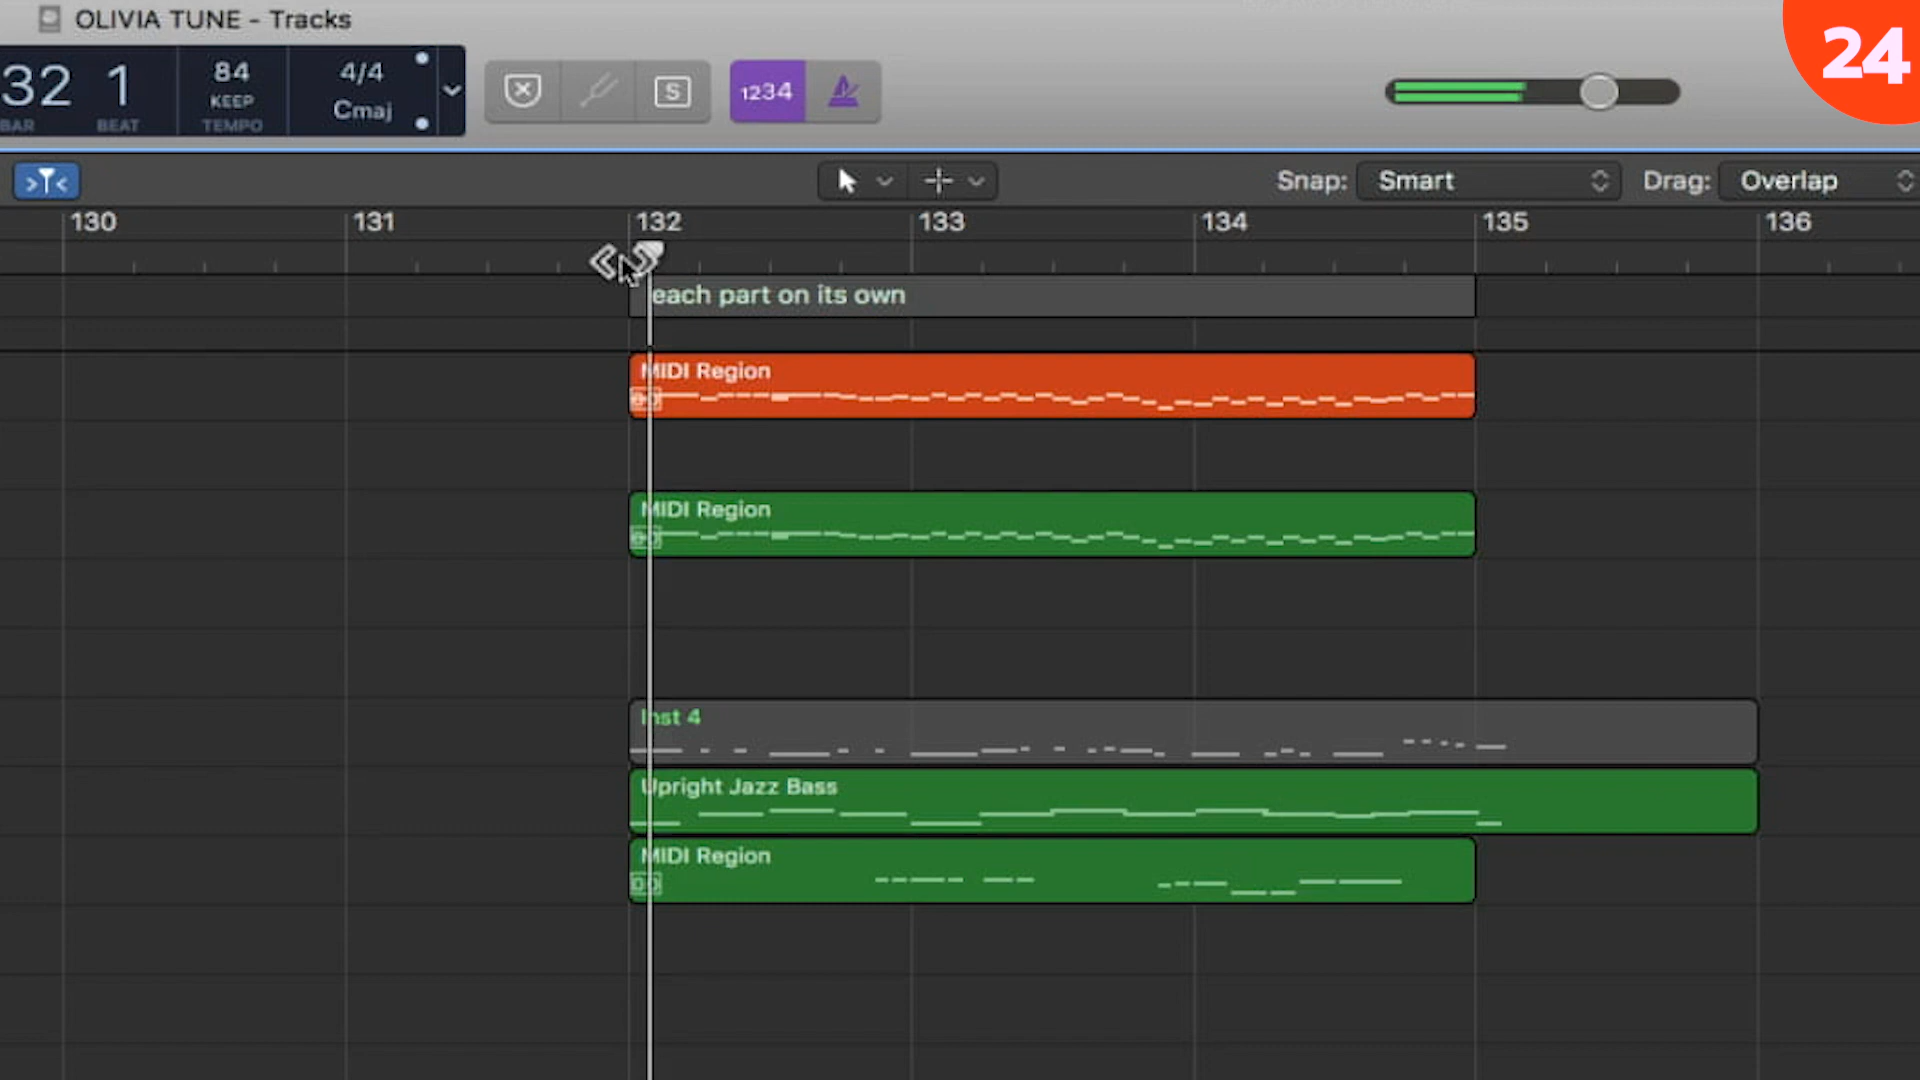 OLIVIA TUNE - Tracks
24
32 1
BAR BEAT
84
KEEP
TEMPO
4/4
Cmaj
S
1234
Snap: Smart Drag: Overlap
130 131 132 133 134 135 136
each part on its own
MIDI Region
MIDI Region
Inst 4
Upright Jazz Bass
MIDI Region